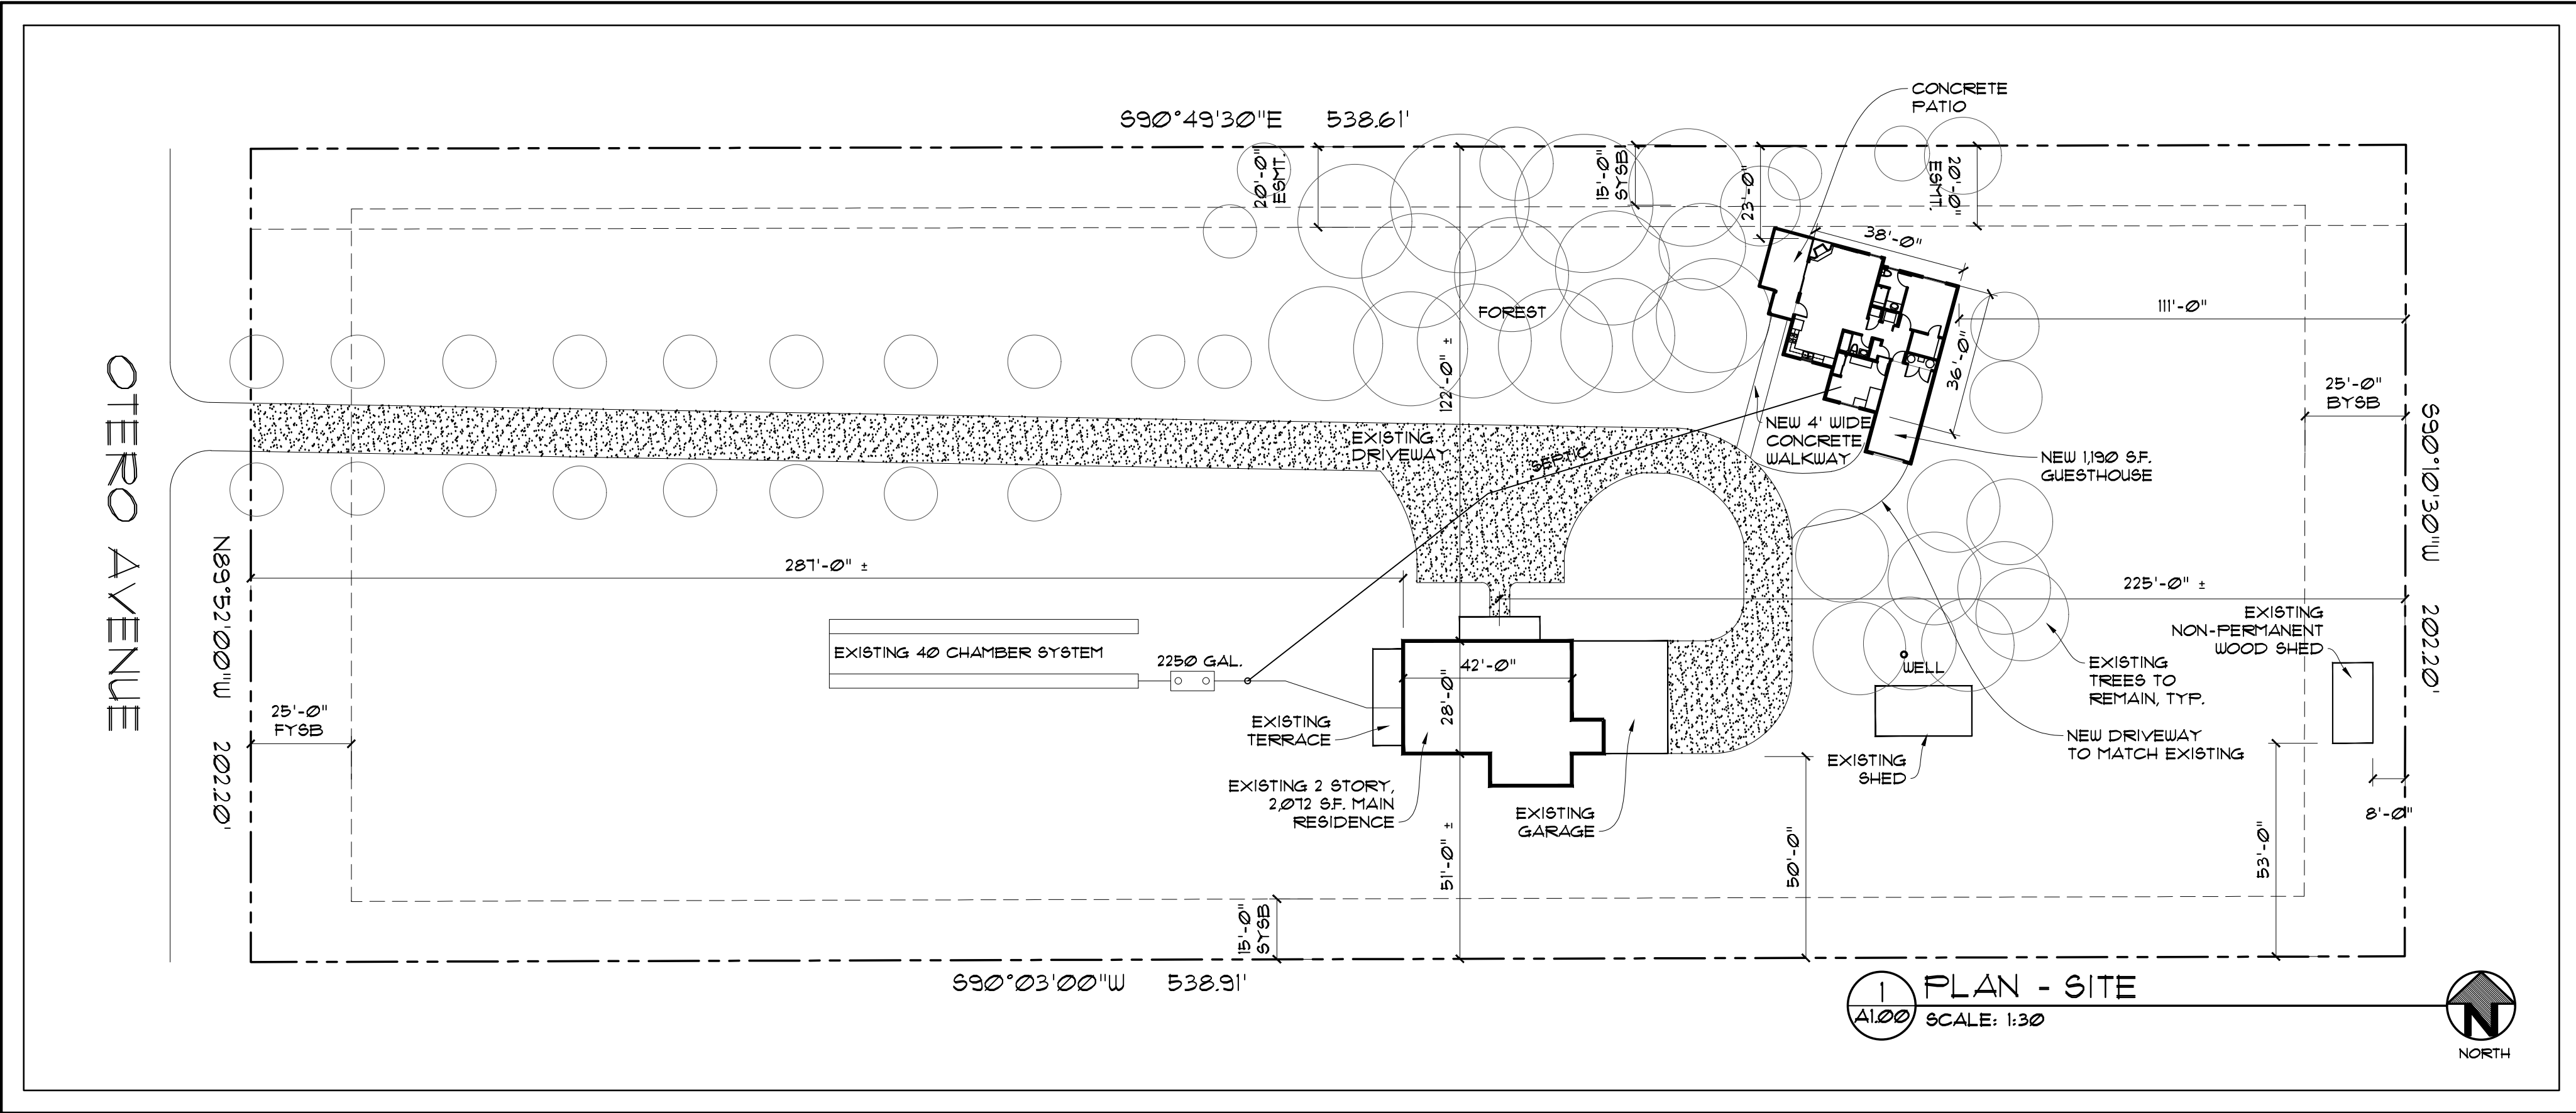 CONCRETE
PATIO
S90°49'30"E 538.61'
20'-0"
ESMT.
15'-0"
SYSB
23'-0"
20'-0"
ESMT.
38'-0"
111'-0"
FOREST
36'-0"
122'-0" ±
25'-0"
BYSB
NEW 4' WIDE
CONCRETE
WALKWAY
EXISTING
DRIVEWAY
SEPTIC
NEW 1,190 S.F.
GUESTHOUSE
OTERO AVENUE
N89°52'00"W 202.20'
S90°10'30"W 202.20'
287'-0" ±
225'-0" ±
EXISTING
NON-PERMANENT
WOOD SHED
EXISTING 40 CHAMBER SYSTEM
2250 GAL.
42'-0"
28'-0"
WELL
EXISTING
TREES TO
REMAIN, TYP.
25'-0"
FYSB
EXISTING
TERRACE
NEW DRIVEWAY
TO MATCH EXISTING
EXISTING
SHED
EXISTING 2 STORY,
2,072 S.F. MAIN
RESIDENCE
EXISTING
GARAGE
8'-0"
51'-0" ±
50'-0"
53'-0"
15'-0"
SYSB
S90°03'00"W 538.91'
1
A1.00
PLAN - SITE
SCALE: 1:30
N
NORTH